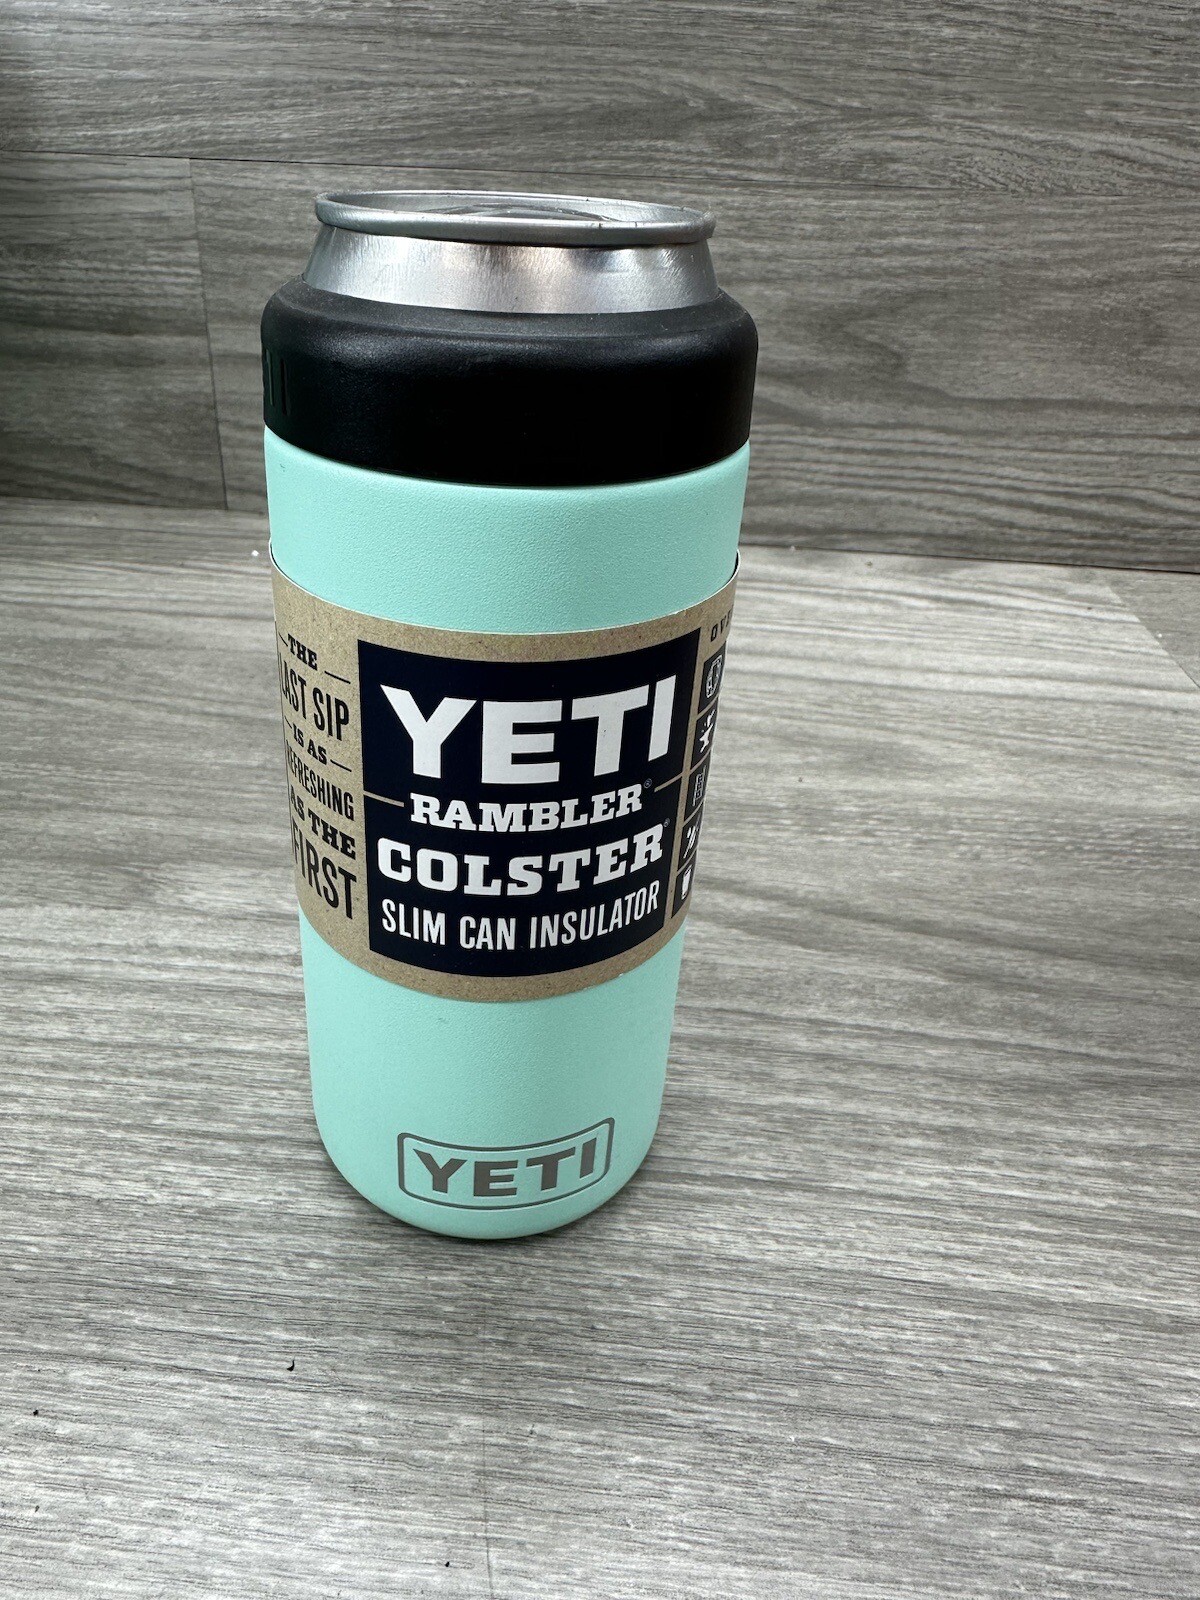 THE
LAST SIP
IS AS
REFRESHING
AS THE
FIRST
YETI
RAMBLER®
COLSTER®
SLIM CAN INSULATOR
YETI